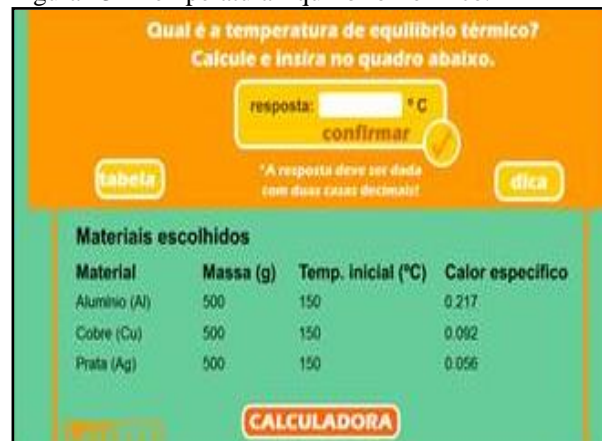 Qual é a temperatura de equilíbrio térmico?
Calcule e insira no quadro abaixo.
resposta: ° C
confirmar
tabela
*A resposta deve ser dada
com duas casas decimais!
dica
Materiais escolhidos
Material Massa (g) Temp. inicial (ºC) Calor específico
Alumínio (Al) 500 150 0.217
Cobre (Cu) 500 150 0.092
Prata (Ag) 500 150 0.056
CALCULADORA